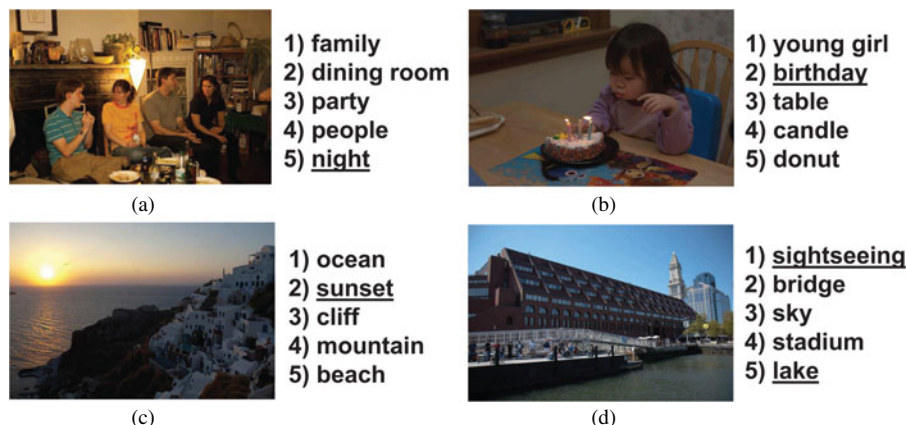 1) family
2) dining room
3) party
4) people
5) night
(a)
1) young girl
2) birthday
3) table
4) candle
5) donut
(b)
1) ocean
2) sunset
3) cliff
4) mountain
5) beach
(c)
1) sightseeing
2) bridge
3) sky
4) stadium
5) lake
(d)